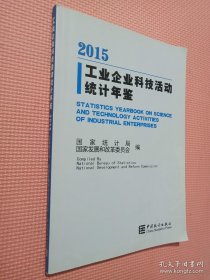 2015
工业企业科技活动
统计年鉴
STATISTICS YEARBOOK ON SCIENCE
AND TECHNOLOGY ACTIVITIES
OF INDUSTRIAL ENTERPRISES
国家统计局
国家发展和改革委员会 编
Compiled By
National Bureau of Statistics
National Development and Reform Commission
中国统计出版社